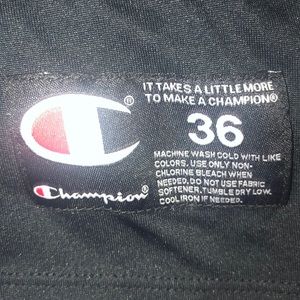 IT TAKES A LITTLE MORE
TO MAKE A CHAMPION®
36
MACHINE WASH COLD WITH LIKE
COLORS. USE ONLY NON-
CHLORINE BLEACH WHEN
NEEDED. DO NOT USE FABRIC
SOFTENER. TUMBLE DRY LOW.
COOL IRON IF NEEDED.
®
Champion®